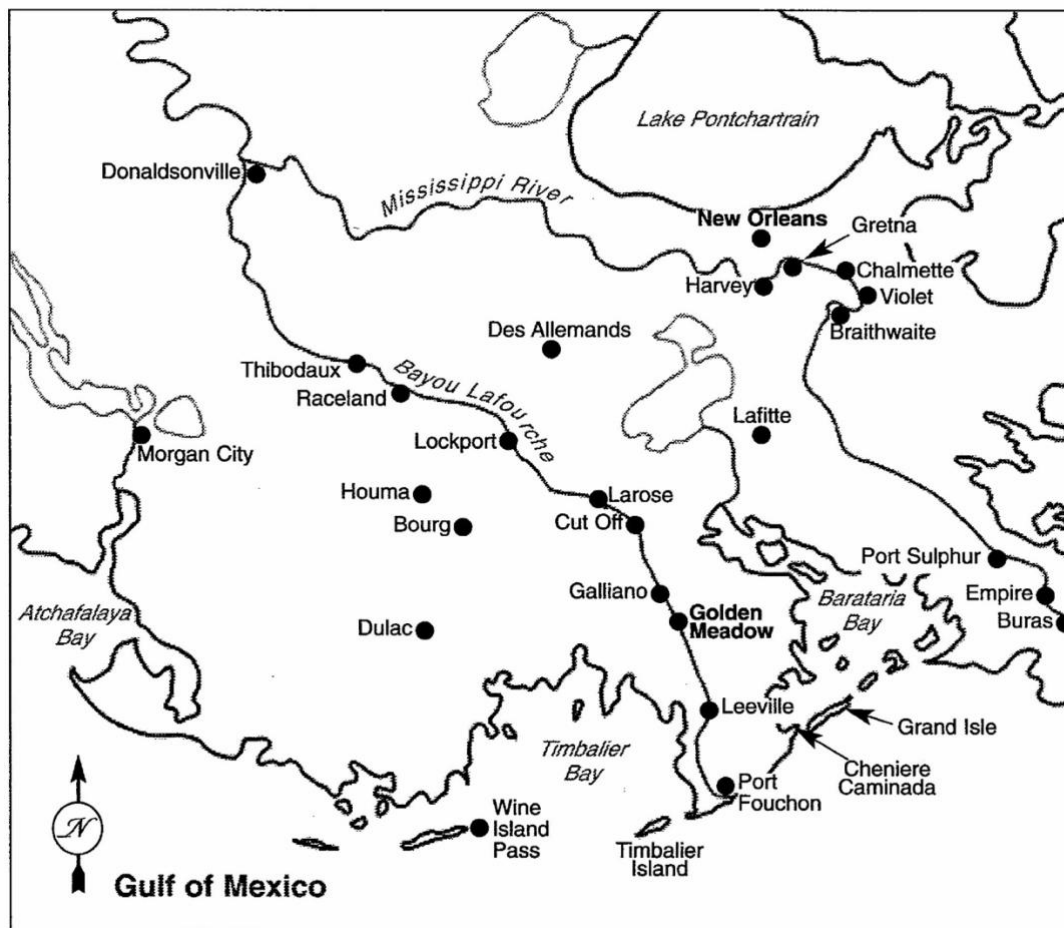 Lake Pontchartrain
Donaldsonville
Mississippi River
New Orleans
Gretna
Chalmette
Harvey
Violet
Braithwaite
Des Allemands
Thibodaux
Bayou Lafourche
Raceland
Lafitte
Lockport
Morgan City
Houma
Larose
Bourg
Cut Off
Port Sulphur
Galliano
Barataria
Bay
Empire
Atchafalaya
Bay
Dulac
Golden
Meadow
Buras
Leeville
Grand Isle
Timbalier
Bay
Cheniere
Caminada
Port
Fouchon
Wine
Island
Pass
Timbalier
Island
N
Gulf of Mexico